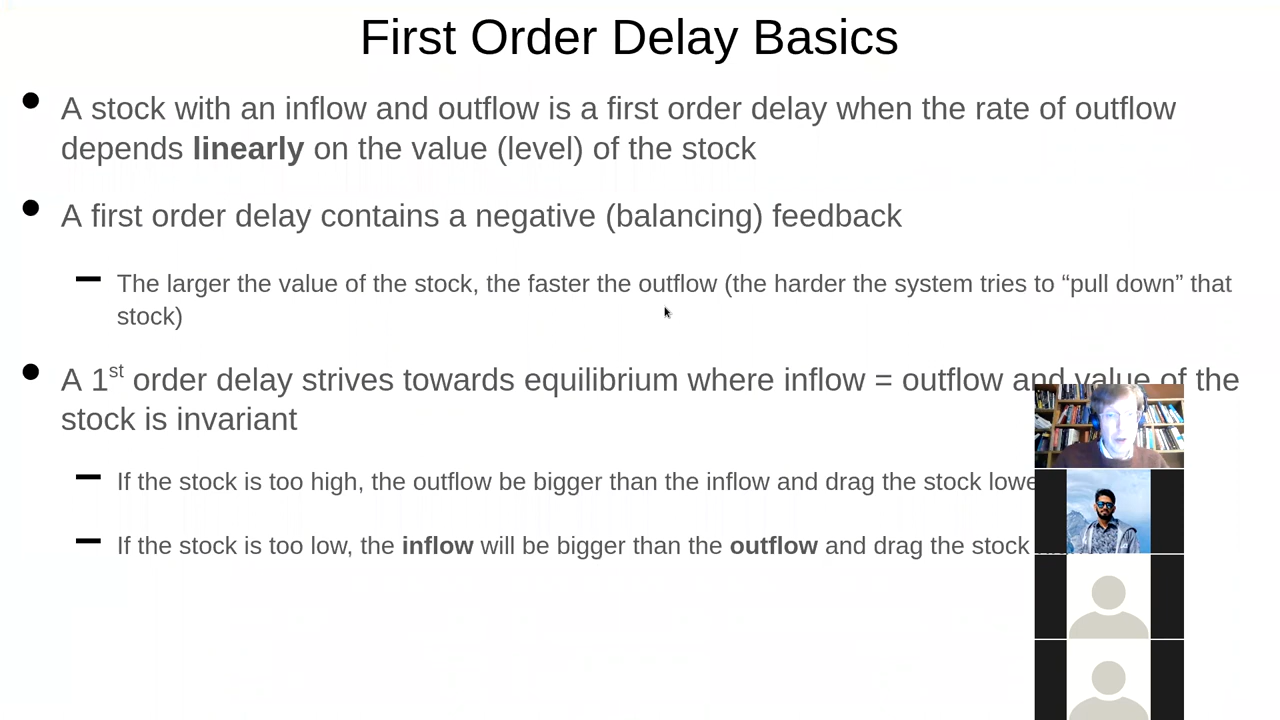 First Order Delay Basics
A stock with an inflow and outflow is a first order delay when the rate of outflow
depends linearly on the value (level) of the stock
A first order delay contains a negative (balancing) feedback
The larger the value of the stock, the faster the outflow (the harder the system tries to “pull down” that
stock)
A 1st order delay strives towards equilibrium where inflow = outflow and value of the
stock is invariant
If the stock is too high, the outflow be bigger than the inflow and drag the stock
If the stock is too low, the inflow will be bigger than the outflow and drag the stock